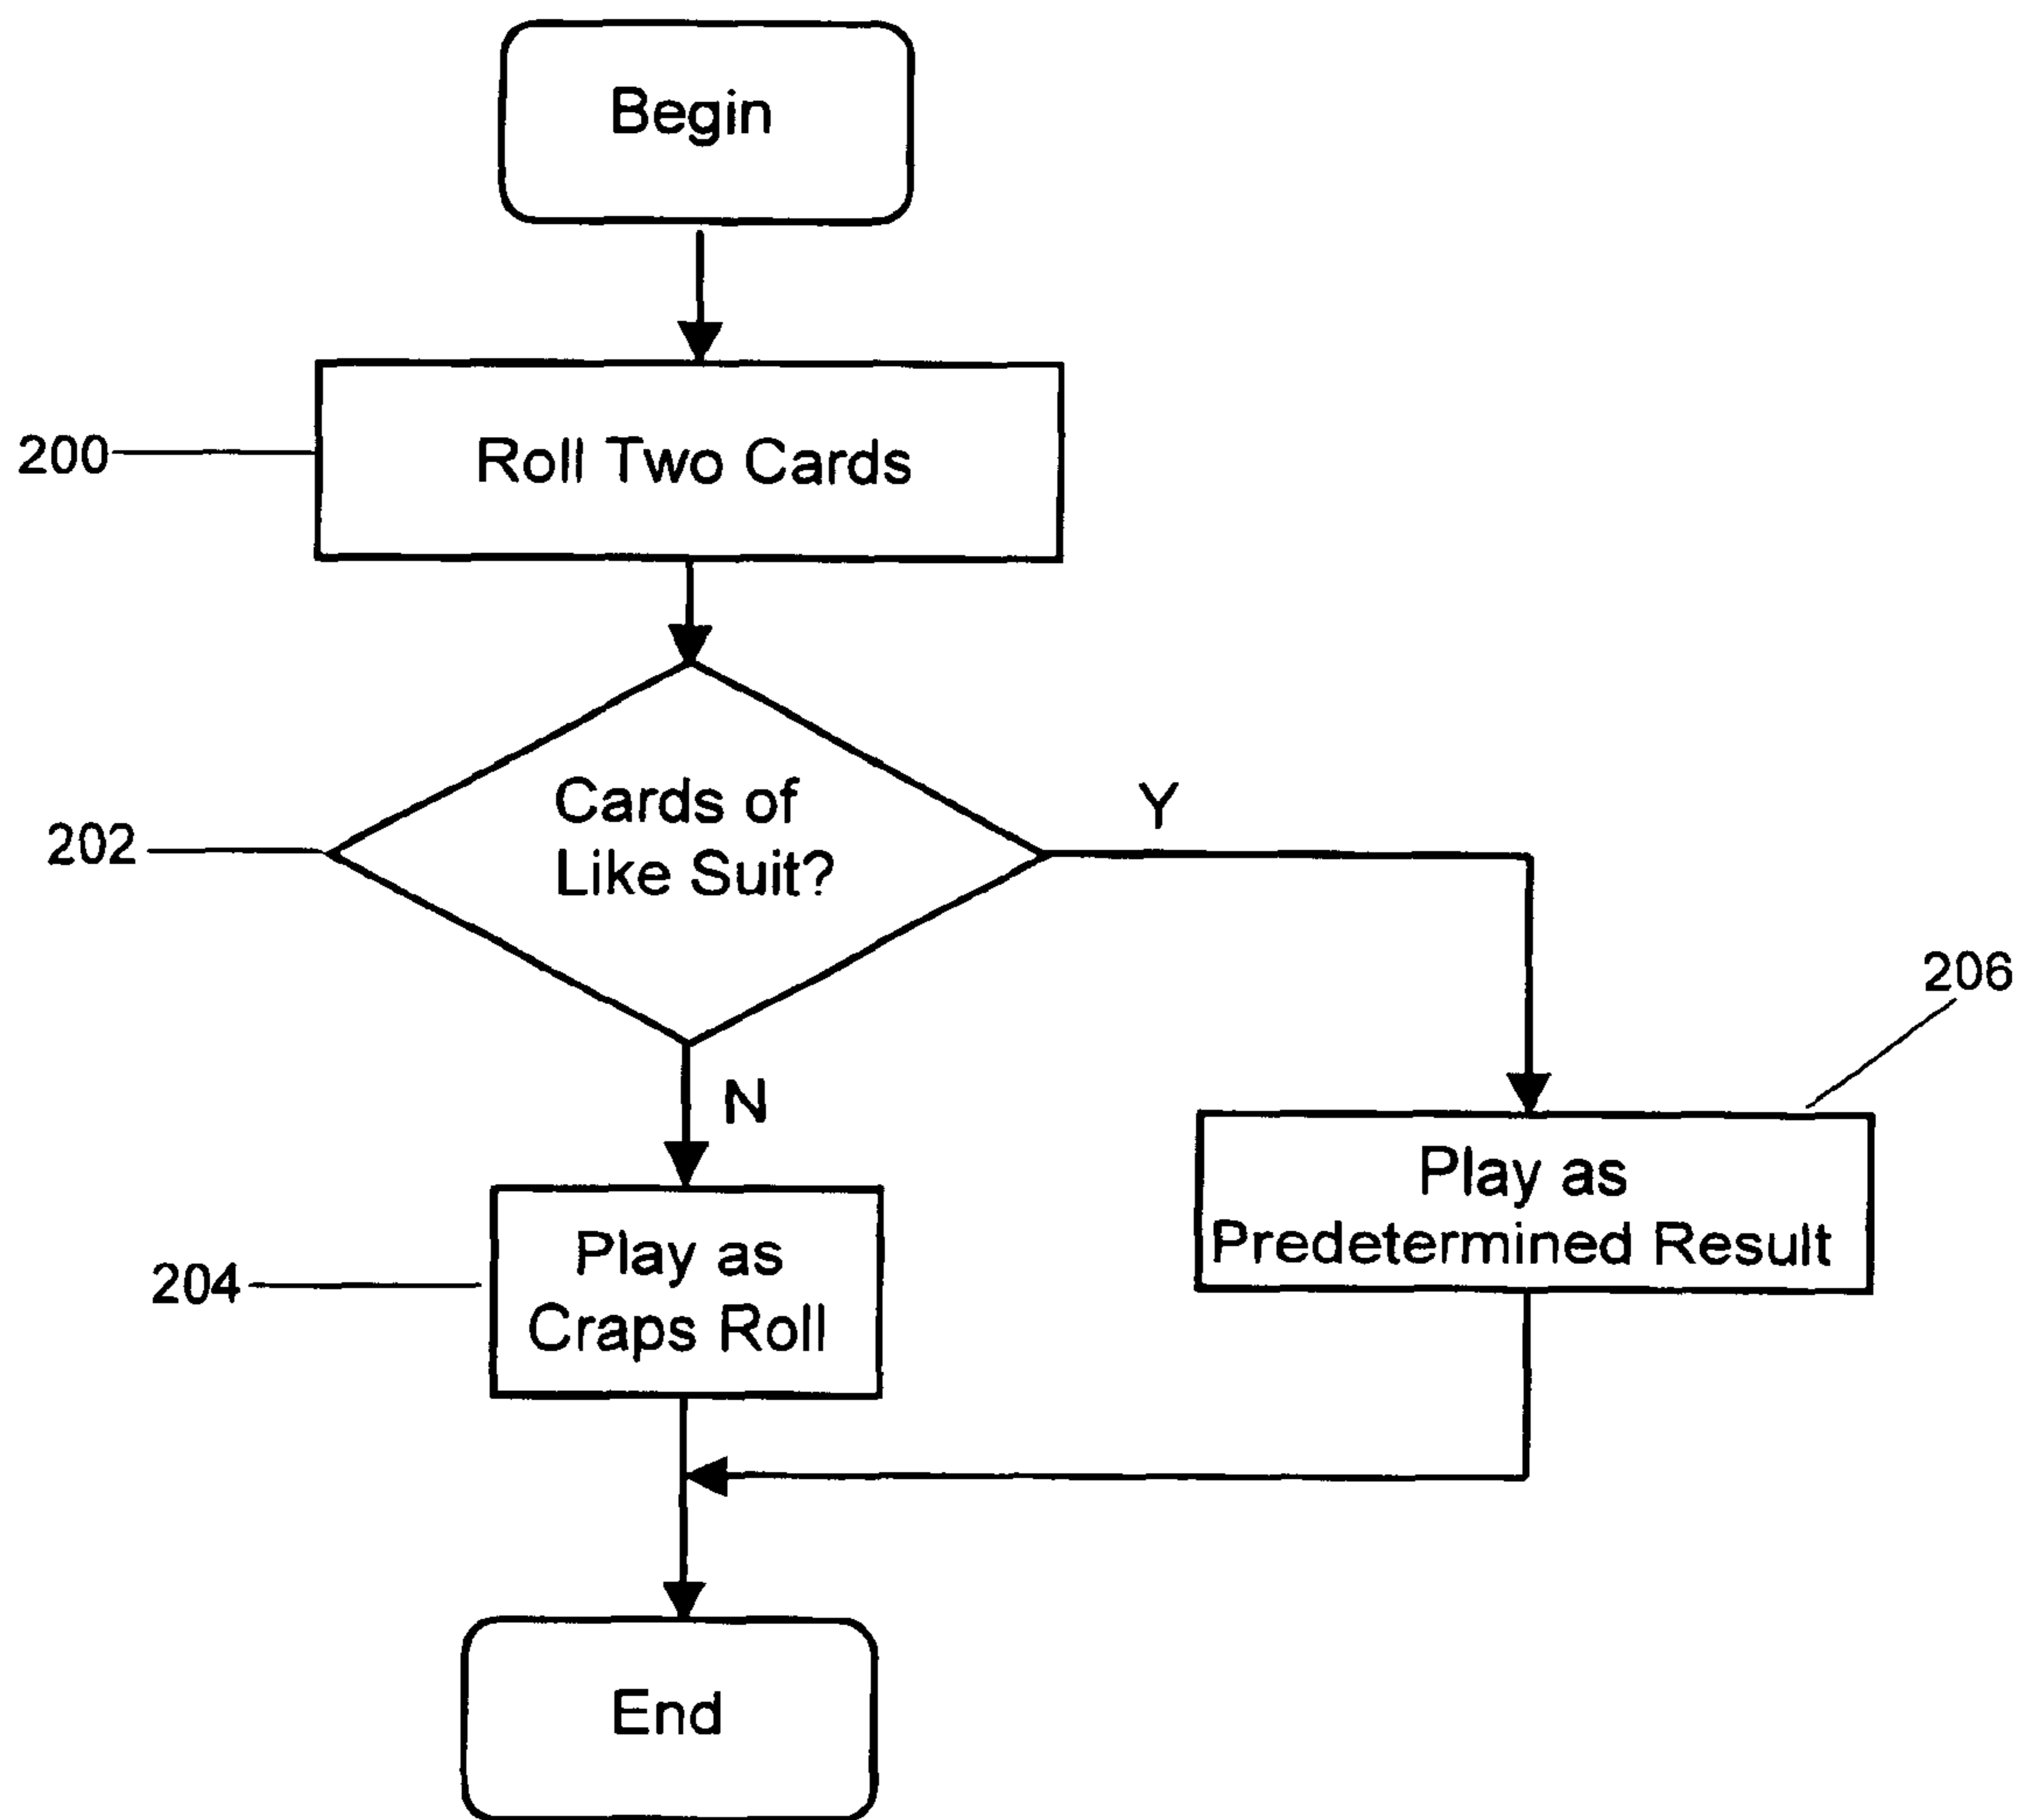 Begin
200
Roll Two Cards
202
Cards of
Like Suit?
Y
206
N
Play as
Predetermined Result
204
Play as
Craps Roll
End